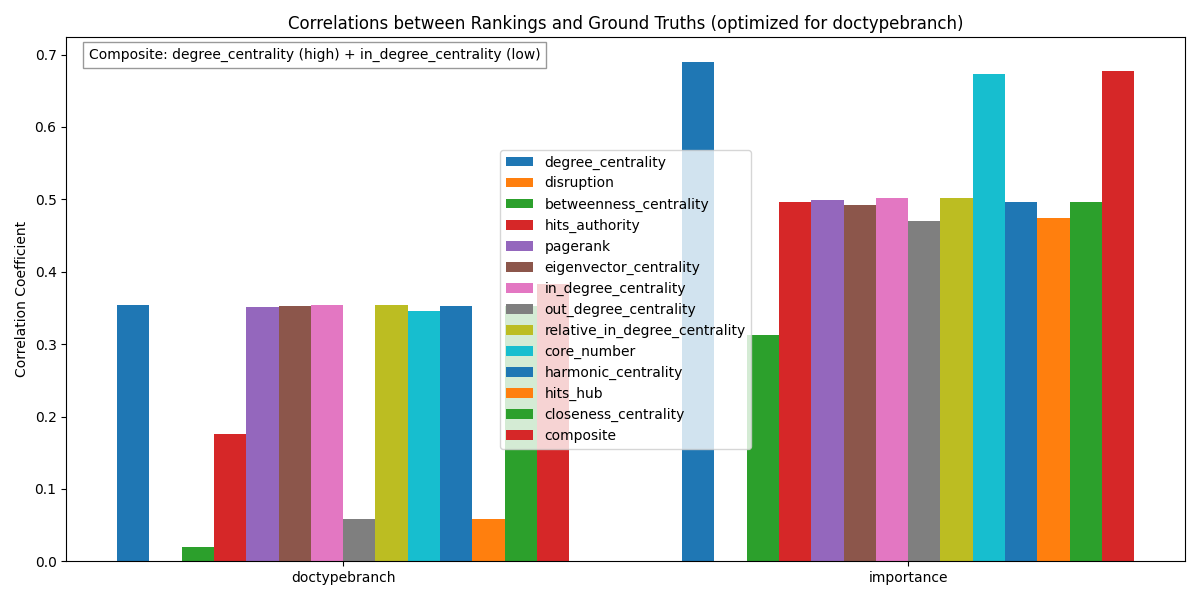 Correlations between Rankings and Ground Truths (optimized for doctypebranch)
Composite: degree_centrality (high) + in_degree_centrality (low)
Correlation Coefficient
0.7
0.6
0.5
0.4
0.3
0.2
0.1
0.0
degree_centrality
disruption
betweenness_centrality
hits_authority
pagerank
eigenvector_centrality
in_degree_centrality
out_degree_centrality
relative_in_degree_centrality
core_number
harmonic_centrality
hits_hub
closeness_centrality
composite
doctypebranch
importance